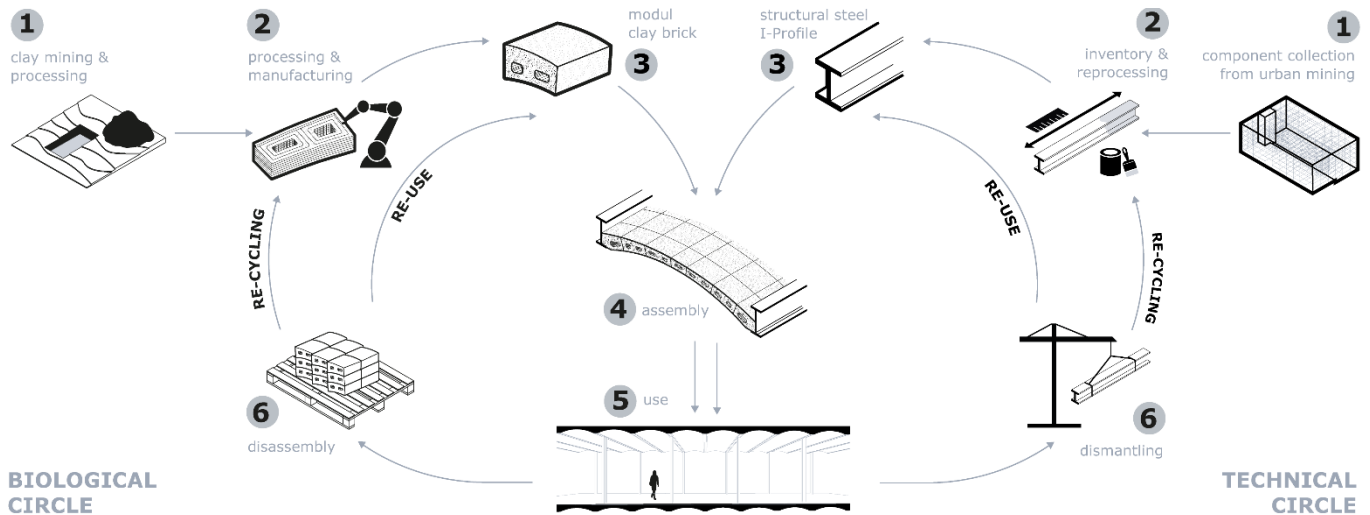 1
clay mining &
processing
2
processing &
manufacturing
modul
clay brick
3
structural steel
I-Profile
3
2
inventory &
reprocessing
1
component collection
from urban mining
RE-CYCLING
RE-USE
RE-USE
RE-CYCLING
4 assembly
5 use
6
disassembly
6
dismantling
BIOLOGICAL
CIRCLE
TECHNICAL
CIRCLE